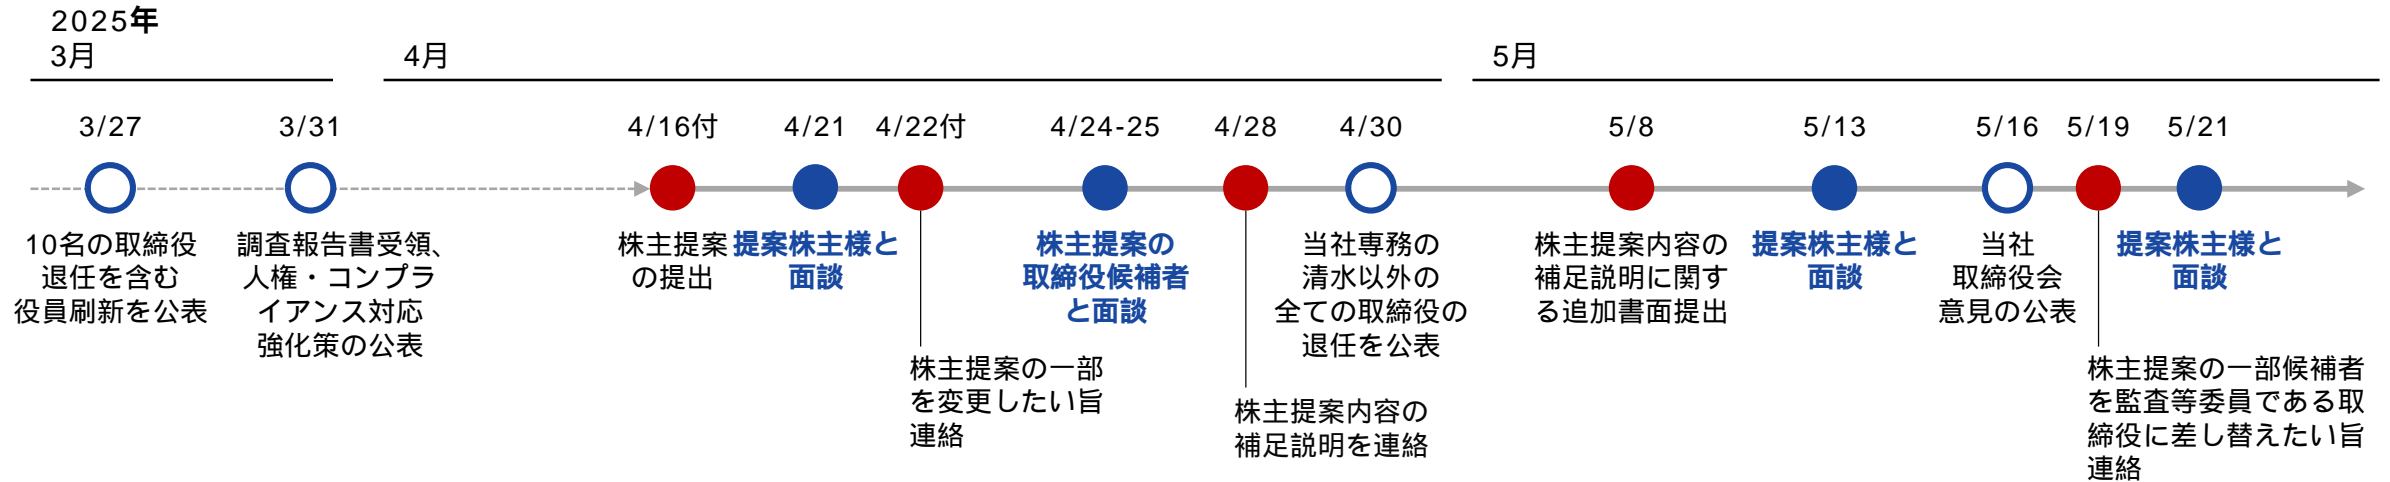 2025年
3月
4月
5月
3/27
3/31
4/16付
4/21
4/22付
4/24-25
4/28
4/30
5/8
5/13
5/16
5/19
5/21
10名の取締役
退任を含む
役員刷新を公表
調査報告書受領、
人権・コンプラ
イアンス対応
強化策の公表
株主提案
の提出
提案株主様と
面談
株主提案の一部
を変更したい旨
連絡
株主提案の
取締役候補者
と面談
株主提案内容の
補足説明を連絡
当社専務の
清水以外の
全ての取締役の
退任を公表
株主提案内容の
補足説明に関す
る追加書面提出
提案株主様と
面談
当社
取締役会
意見の公表
株主提案の一部候補者
を監査等委員である取
締役に差し替えたい旨
連絡
提案株主様と
面談